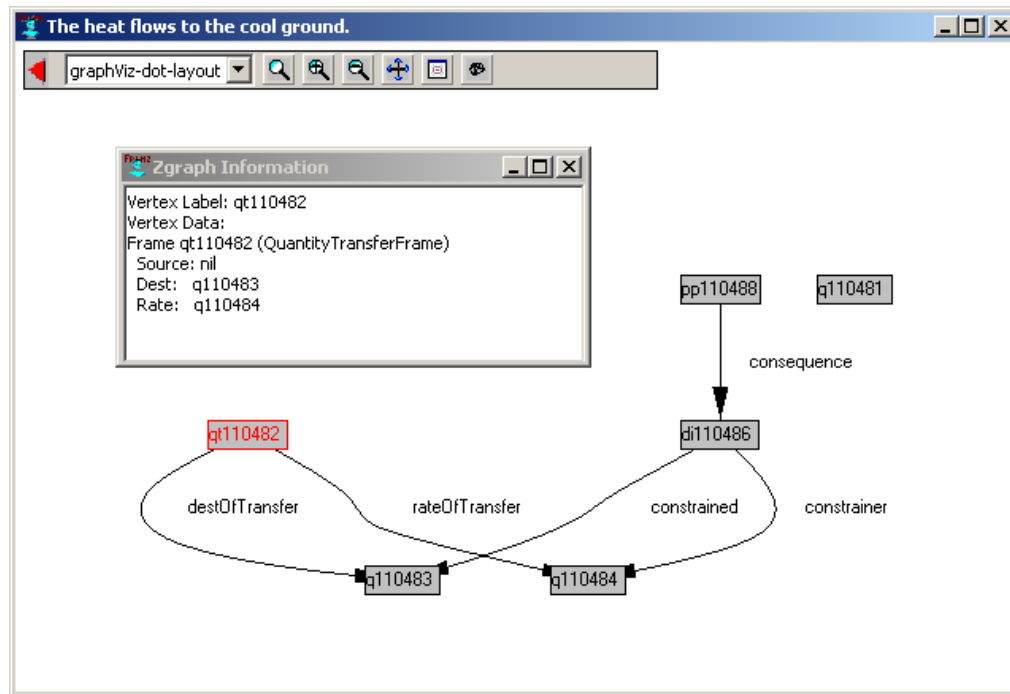 The heat flows to the cool ground.
graphViz-dot-layout
Franz
Zgraph Information
Vertex Label: qt110482
Vertex Data:
Frame qt110482 (QuantityTransferFrame)
Source: nil
Dest: q110483
Rate: q110484
pp110488
q110481
consequence
qt110482
di110486
destOfTransfer
rateOfTransfer
constrained
constrainer
q110483
q110484